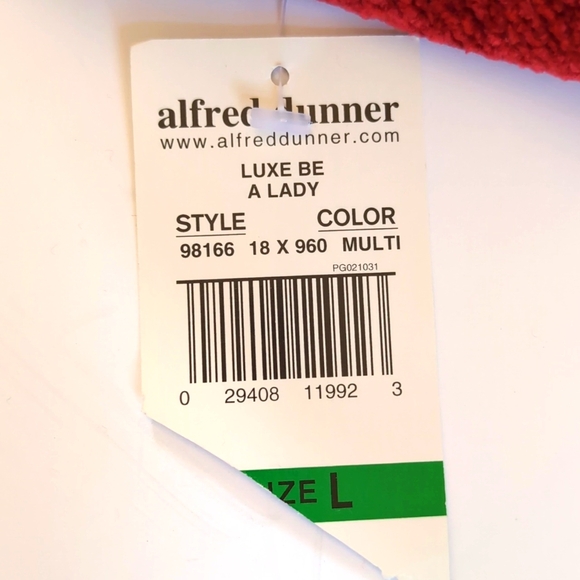 alfred dunner
www.alfreddunner.com
LUXE BE
A LADY
STYLE COLOR
98166 18 X 960 MULTI
PG021031
0 29408 11992 3
SIZE L